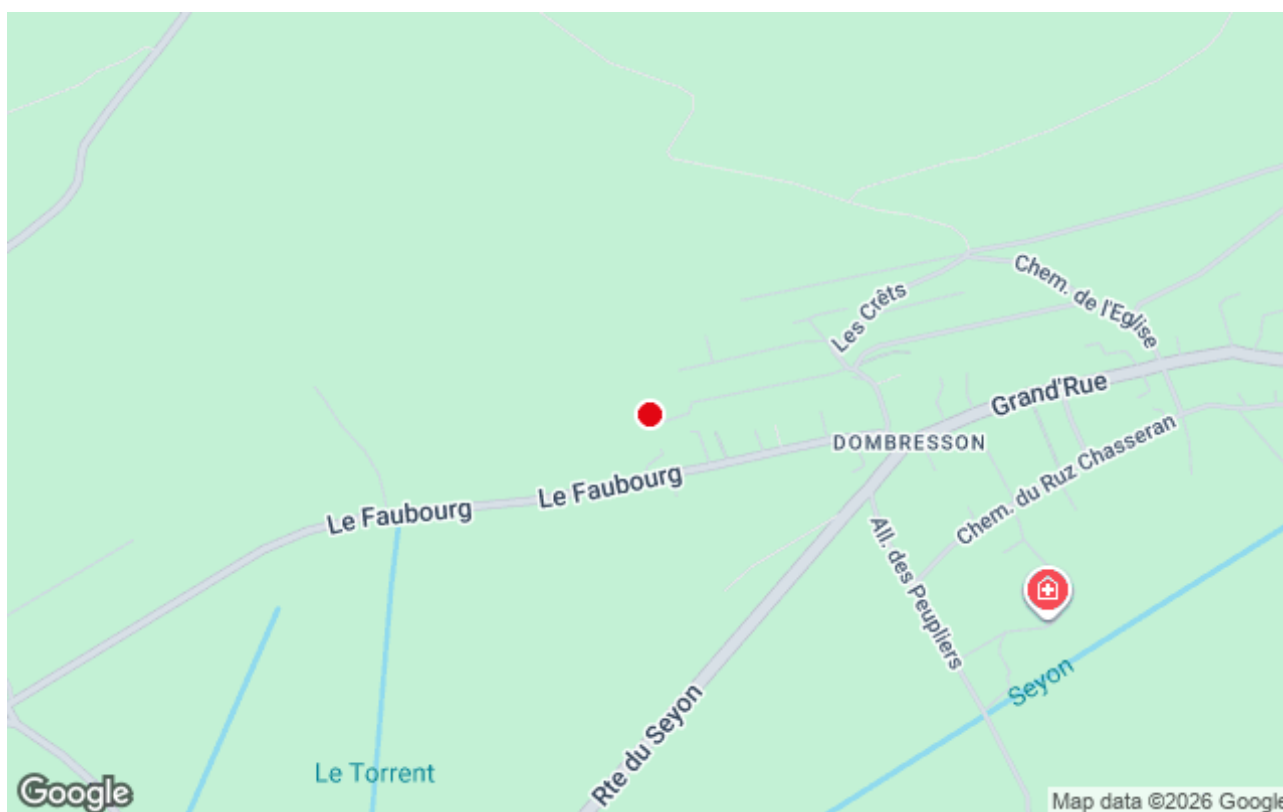 Chem. de l'Eglise
Les Crêts
Grand'Rue
DOMBRESSON
Chem. du Ruz Chasseran
Le Faubourg
Le Faubourg
All. des Peupliers
Seyon
Rte du Seyon
Le Torrent
Google
Map data ©2026 Google